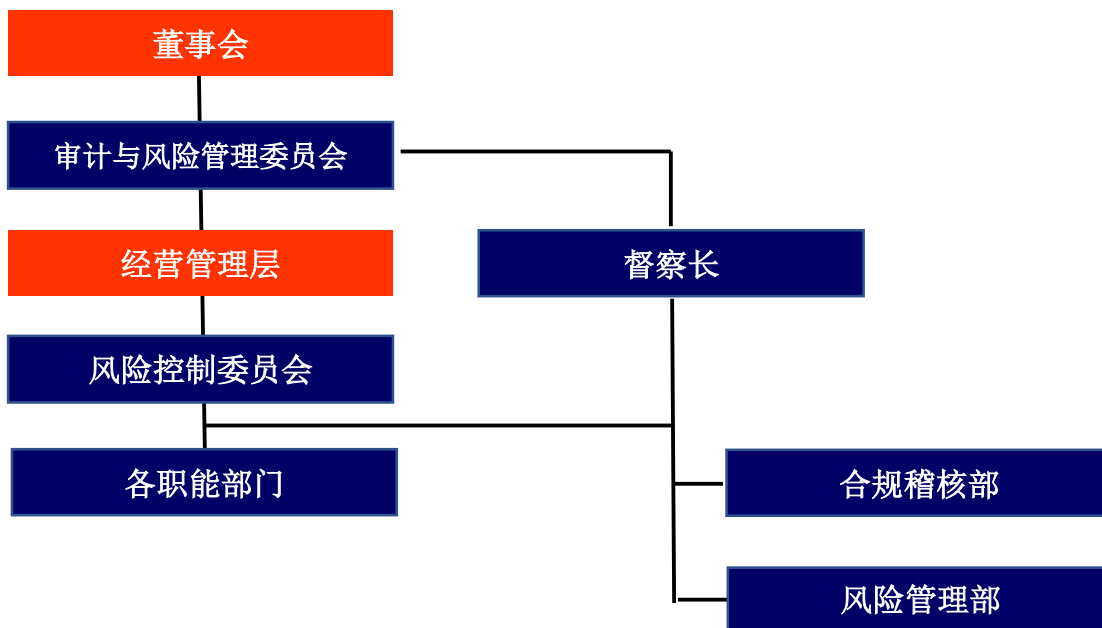 董事会
审计与风险管理委员会
经营管理层
督察长
风险控制委员会
各职能部门
合规稽核部
风险管理部